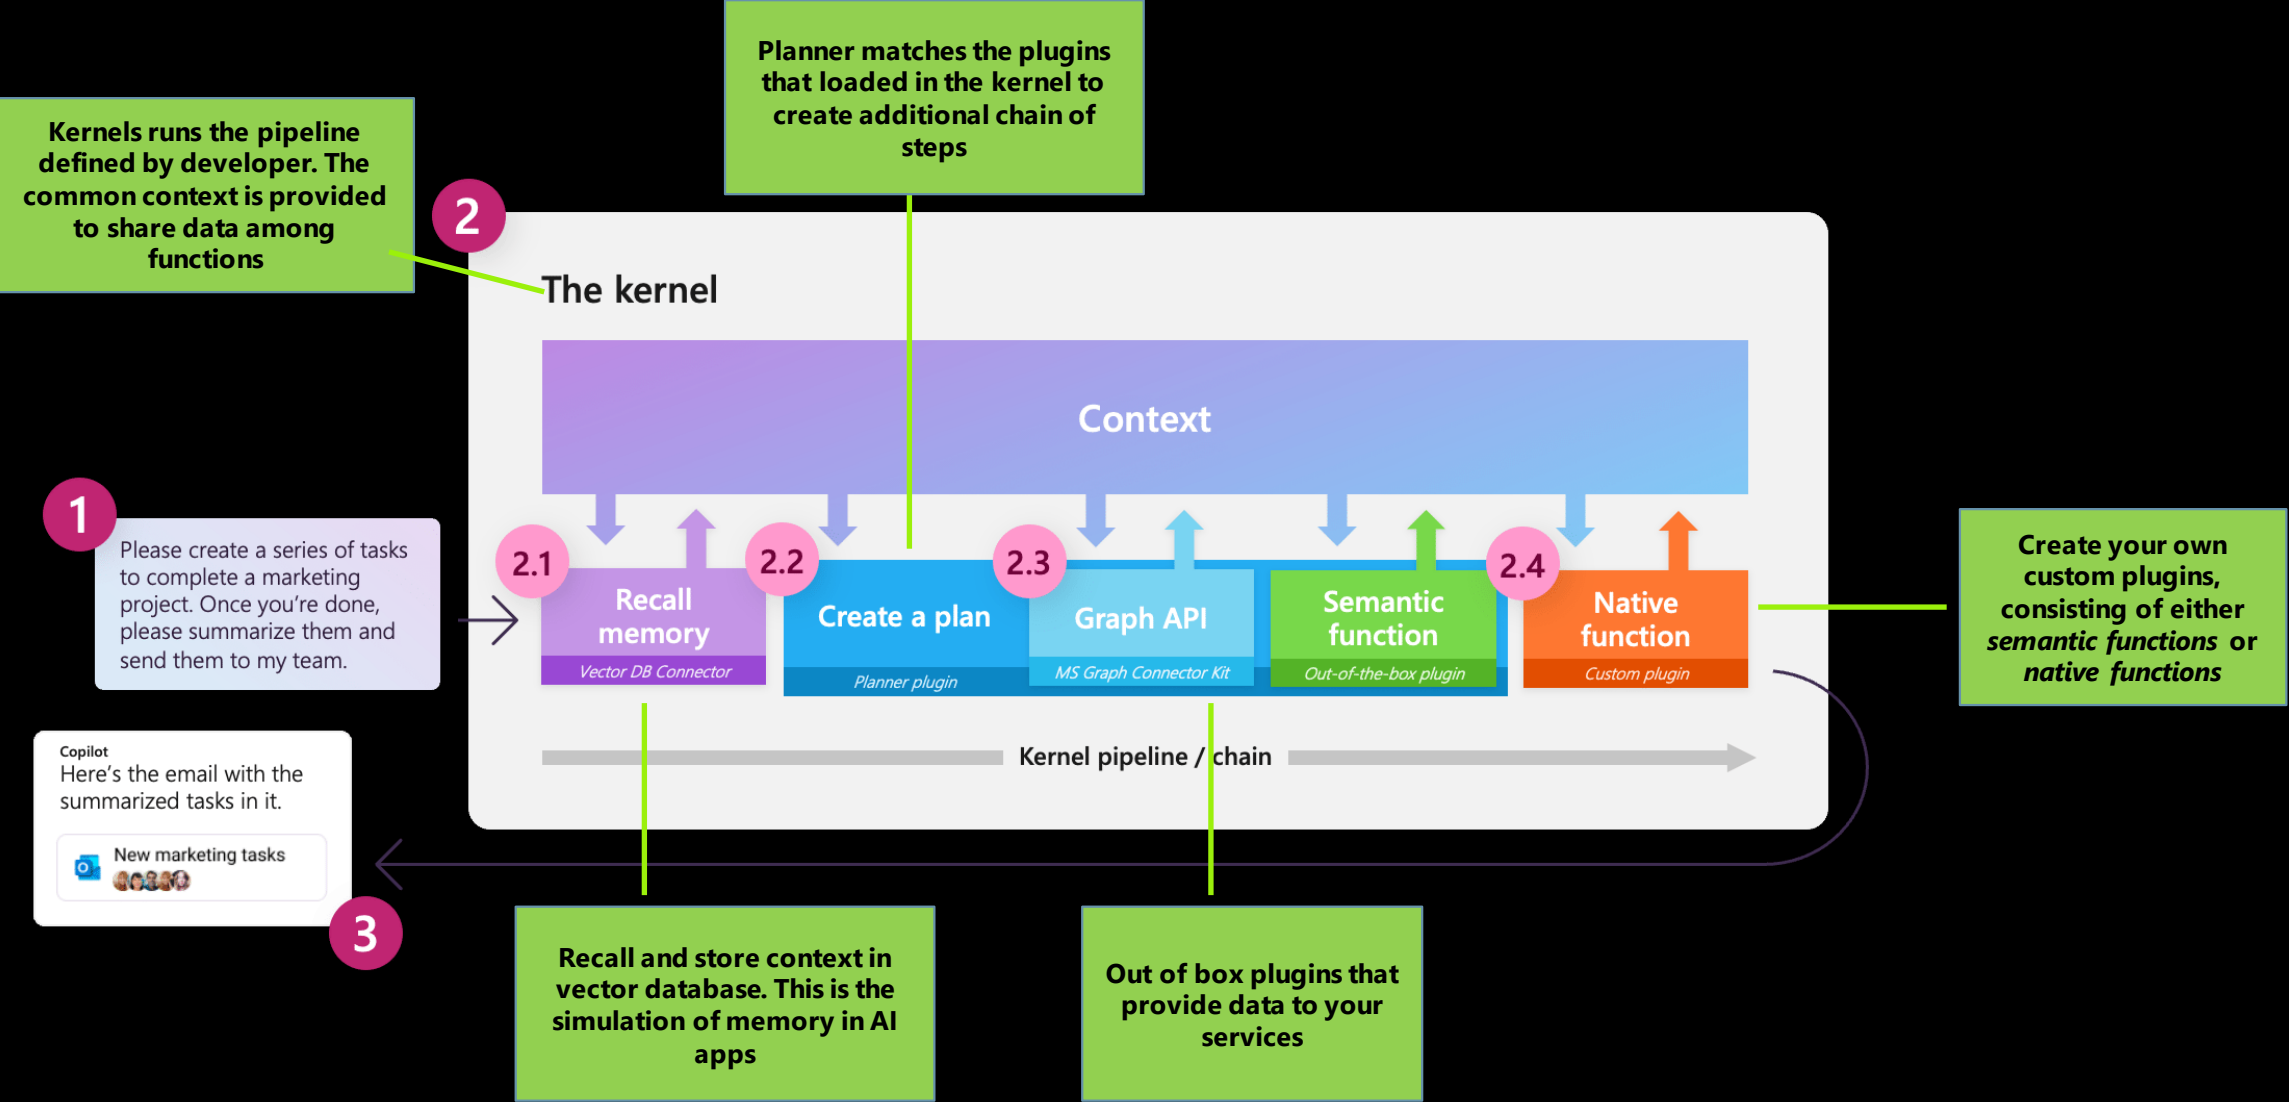 Planner matches the plugins
that loaded in the kernel to
create additional chain of
steps
Kernels runs the pipeline
defined by developer. The
common context is provided
to share data among
functions
2
The kernel
Context
1
Please create a series of tasks
to complete a marketing
project. Once you're done,
please summarize them and
send them to my team.
2.1
Recall
memory
Vector DB Connector
2.2
Create a plan
Planner plugin
2.3
Graph API
MS Graph Connector Kit
Semantic
function
Out-of-the-box plugin
2.4
Native
function
Custom plugin
Create your own
custom plugins,
consisting of either
semantic functions or
native functions
Kernel pipeline / chain
Copilot
Here's the email with the
summarized tasks in it.
New marketing tasks
3
Recall and store context in
vector database. This is the
simulation of memory in AI
apps
Out of box plugins that
provide data to your
services